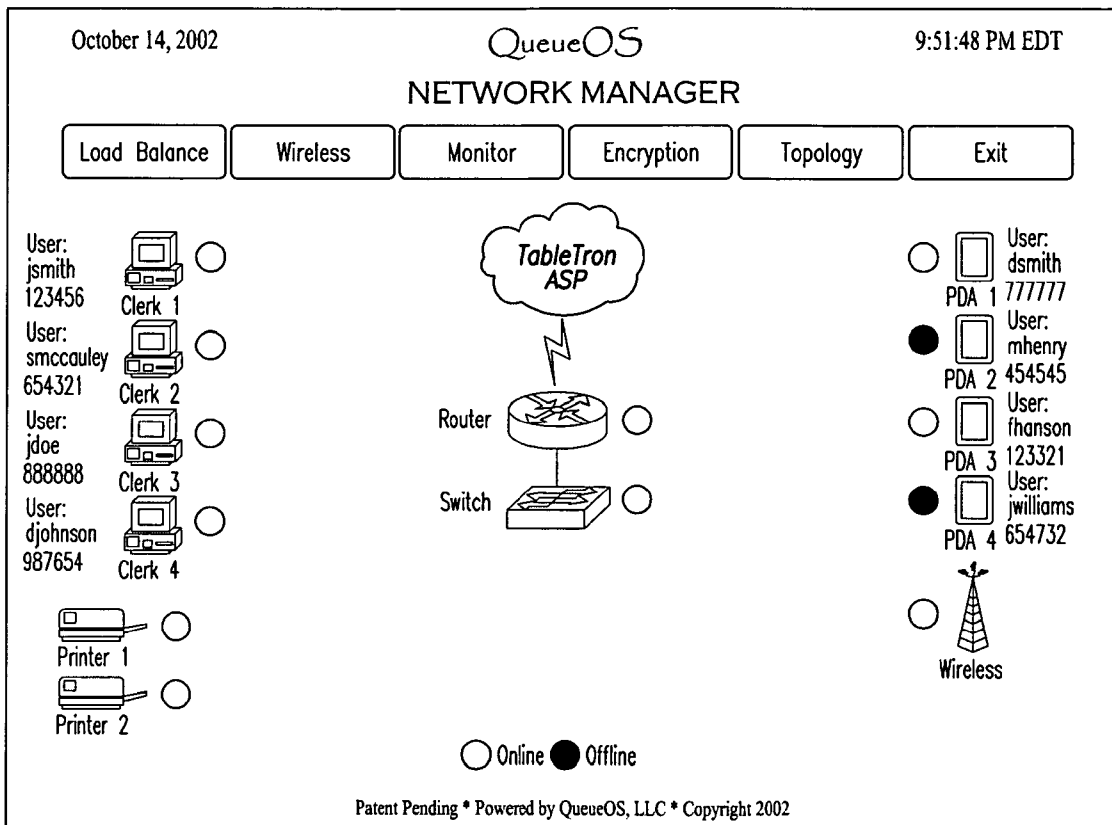 October 14, 2002
QueueOS
9:51:48 PM EDT
NETWORK MANAGER
Load Balance
Wireless
Monitor
Encryption
Topology
Exit
User:
jsmith
123456
Clerk 1
User:
smccauley
654321
Clerk 2
User:
jdoe
888888
Clerk 3
User:
djohnson
987654
Clerk 4
Printer 1
Printer 2
TableTron
ASP
Router
Switch
User:
dsmith
PDA 1 777777
User:
mhenry
PDA 2 454545
User:
fhanson
PDA 3 123321
User:
jwilliams
PDA 4 654732
Wireless
Online Offline
Patent Pending * Powered by QueueOS, LLC * Copyright 2002